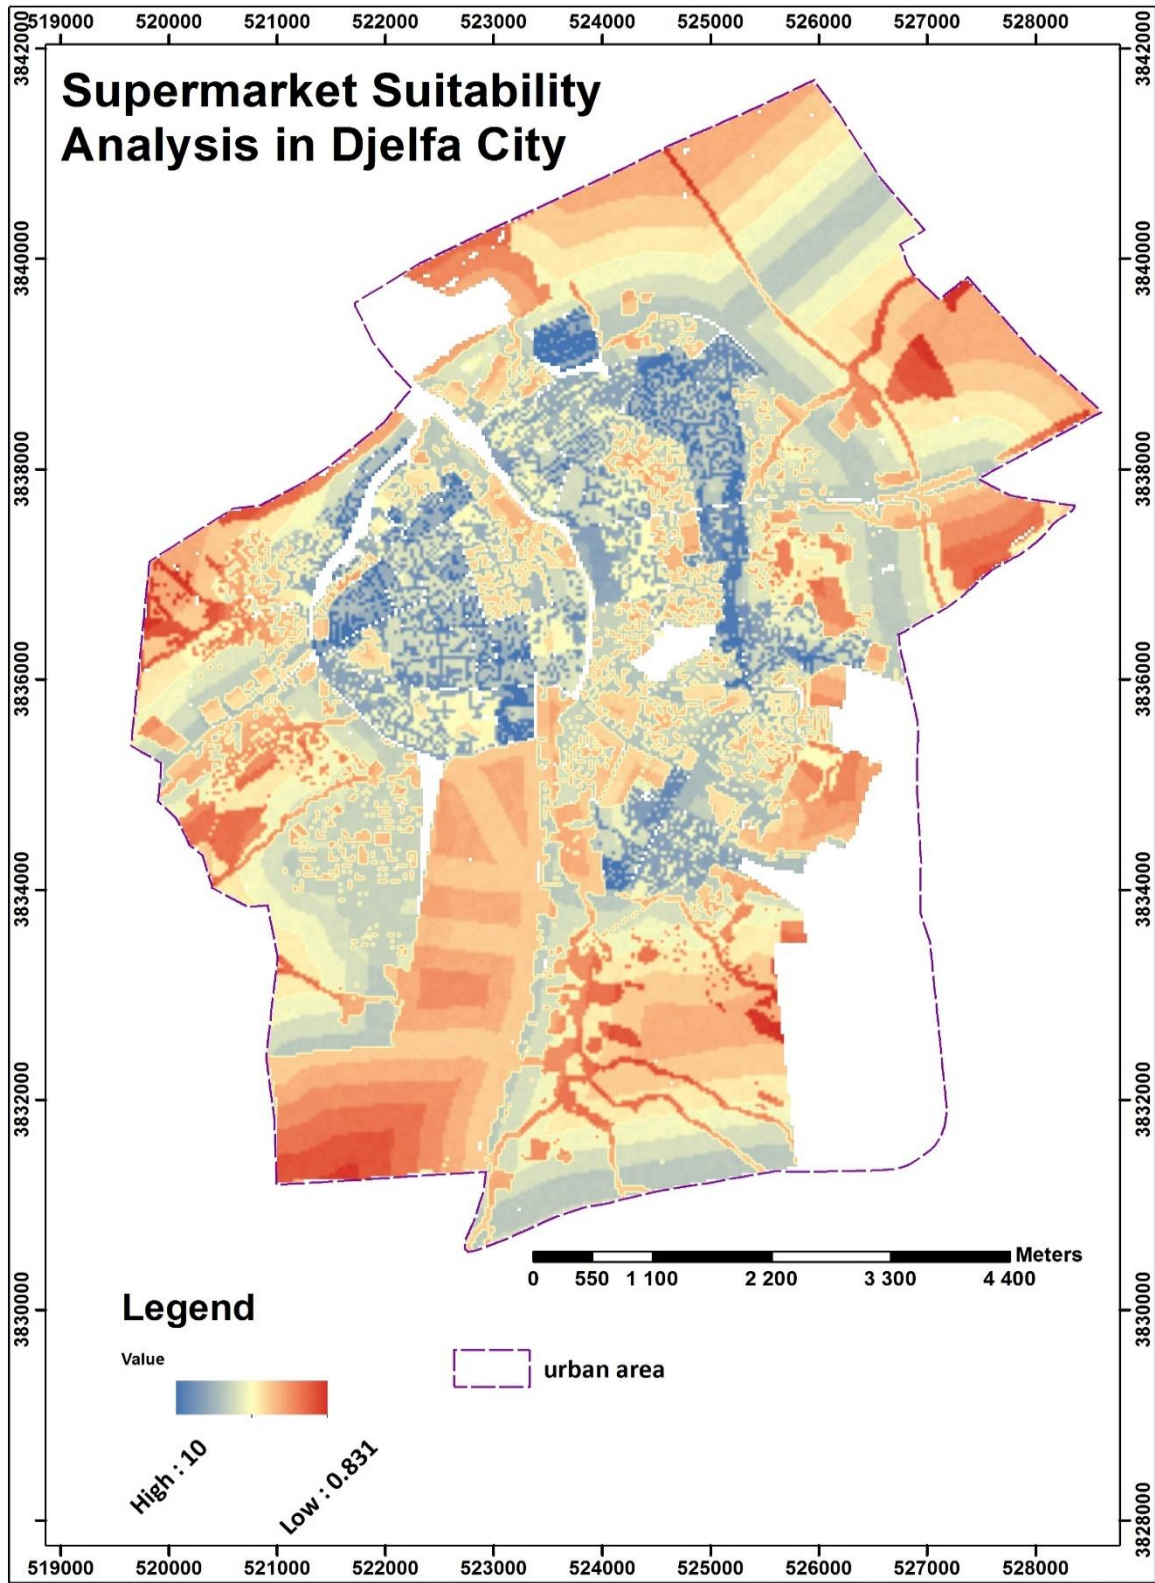 519000 520000 521000 522000 523000 524000 525000 526000 527000 528000
Supermarket Suitability
Analysis in Djelfa City
3842000
3840000
3838000
3836000
3834000
3832000
3830000
3828000
3842000
3840000
3838000
3836000
3834000
3832000
3830000
3828000
Meters
0 550 1 100 2 200 3 300 4 400
Legend
Value
urban area
High : 10
Low : 0.831
519000 520000 521000 522000 523000 524000 525000 526000 527000 528000